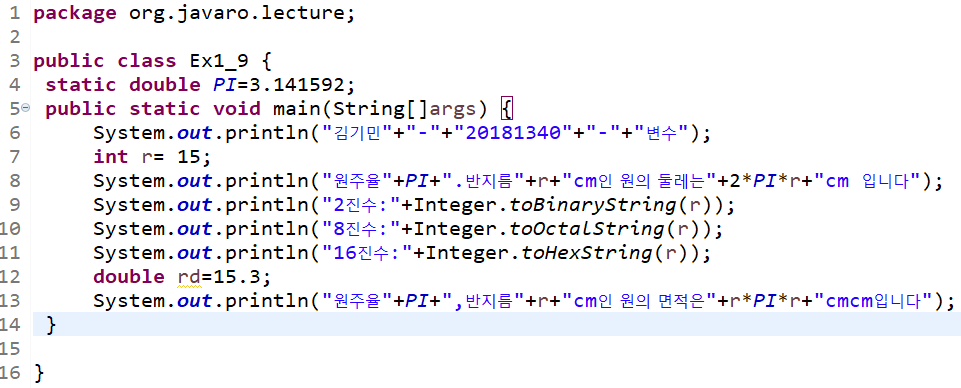 1 package org.javaro.lecture;
2
3 public class Ex1_9 {
4  static double PI=3.141592;
5  public static void main(String[]args) {
6      System.out.println("김기민"+"-"+"20181340"+"-"+"변수");
7      int r= 15;
8      System.out.println("원주율"+PI+".반지름"+r+"cm인 원의 둘레는"+2*PI*r+"cm 입니다");
9      System.out.println("2진수:"+Integer.toBinaryString(r));
10      System.out.println("8진수:"+Integer.toOctalString(r));
11      System.out.println("16진수:"+Integer.toHexString(r));
12      double rd=15.3;
13      System.out.println("원주율"+PI+",반지름"+r+"cm인 원의 면적은"+r*PI*r+"cmcm입니다");
14  }
15
16 }